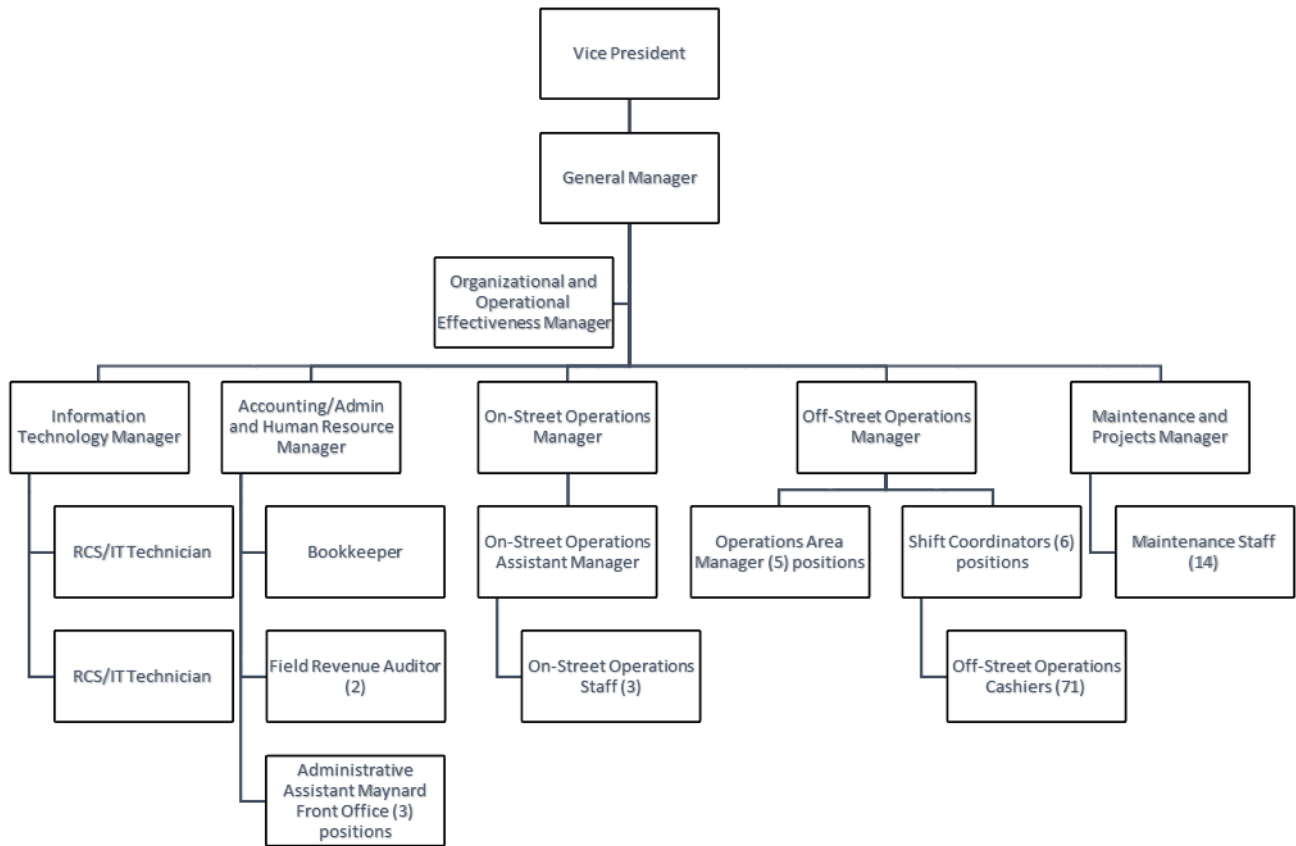 Vice President
General Manager
Organizational and
Operational
Effectiveness Manager
Information
Technology Manager
Accounting/Admin
and Human Resource
Manager
On-Street Operations
Manager
Off-Street Operations
Manager
Maintenance and
Projects Manager
RCS/IT Technician
Bookkeeper
On-Street Operations
Assistant Manager
Operations Area
Manager (5) positions
Shift Coordinators (6)
positions
Maintenance Staff
(14)
RCS/IT Technician
Field Revenue Auditor
(2)
On-Street Operations
Staff (3)
Off-Street Operations
Cashiers (71)
Administrative
Assistant Maynard
Front Office (3)
positions